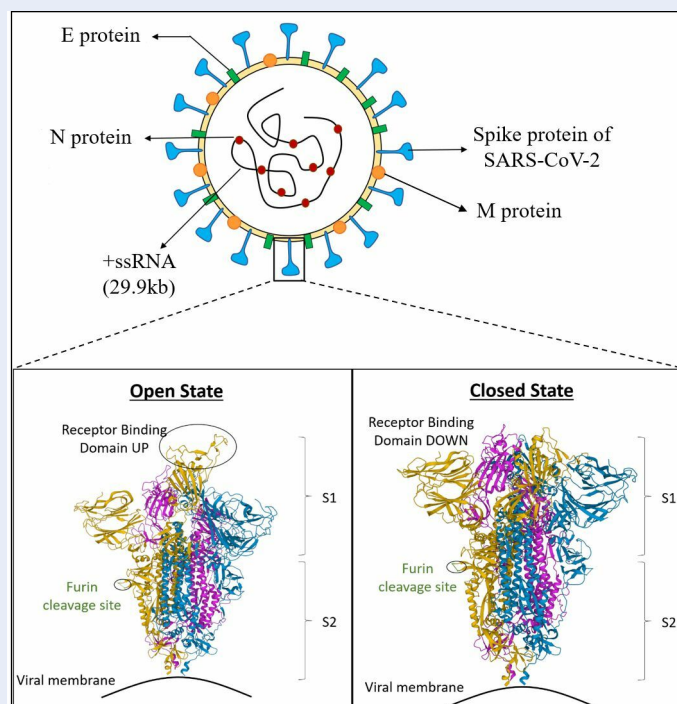 E protein
N protein
Spike protein of
SARS-CoV-2
M protein
+ssRNA
(29.9kb)
Open State
Receptor Binding
Domain UP
S1
Furin
cleavage site
S2
Viral membrane
Closed State
Receptor Binding
Domain DOWN
S1
Furin
cleavage site
S2
Viral membrane